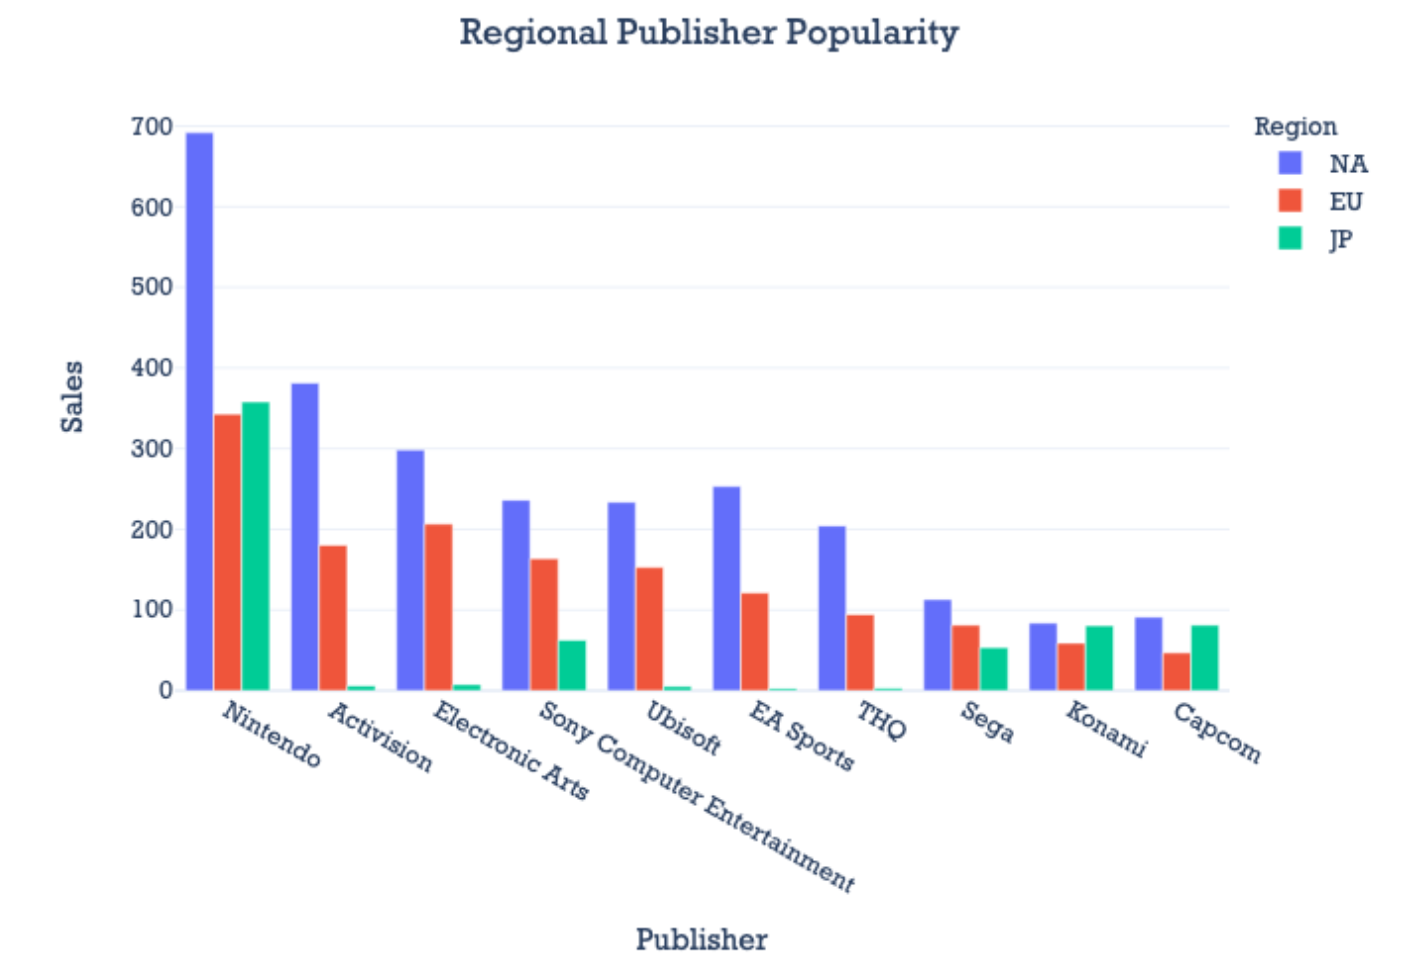 Regional Publisher Popularity
700
600
500
400
300
200
100
0
Sales
Region
NA
EU
JP
Nintendo
Activision
Electronic Arts
Sony Computer Entertainment
Ubisoft
EA Sports
THQ
Sega
Konami
Capcom
Publisher